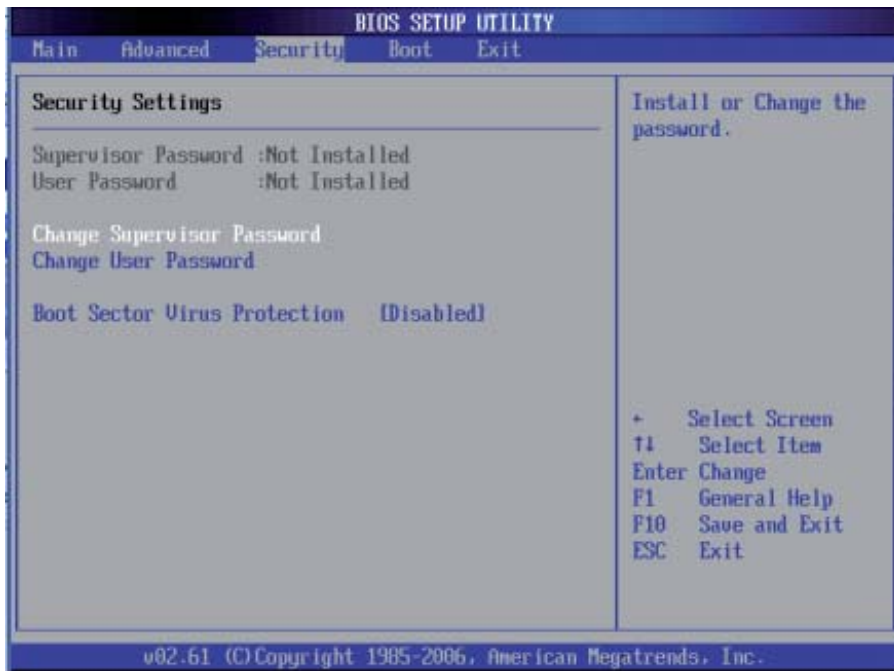 BIOS SETUP UTILITY
Main Advanced Security Boot Exit
Security Settings
Supervisor Password :Not Installed
User Password :Not Installed
Change Supervisor Password
Change User Password
Boot Sector Virus Protection [Disabled]
Install or Change the
password.
← Select Screen
↑↓ Select Item
Enter Change
F1 General Help
F10 Save and Exit
ESC Exit
v02.61 (C)Copyright 1985-2006, American Megatrends, Inc.